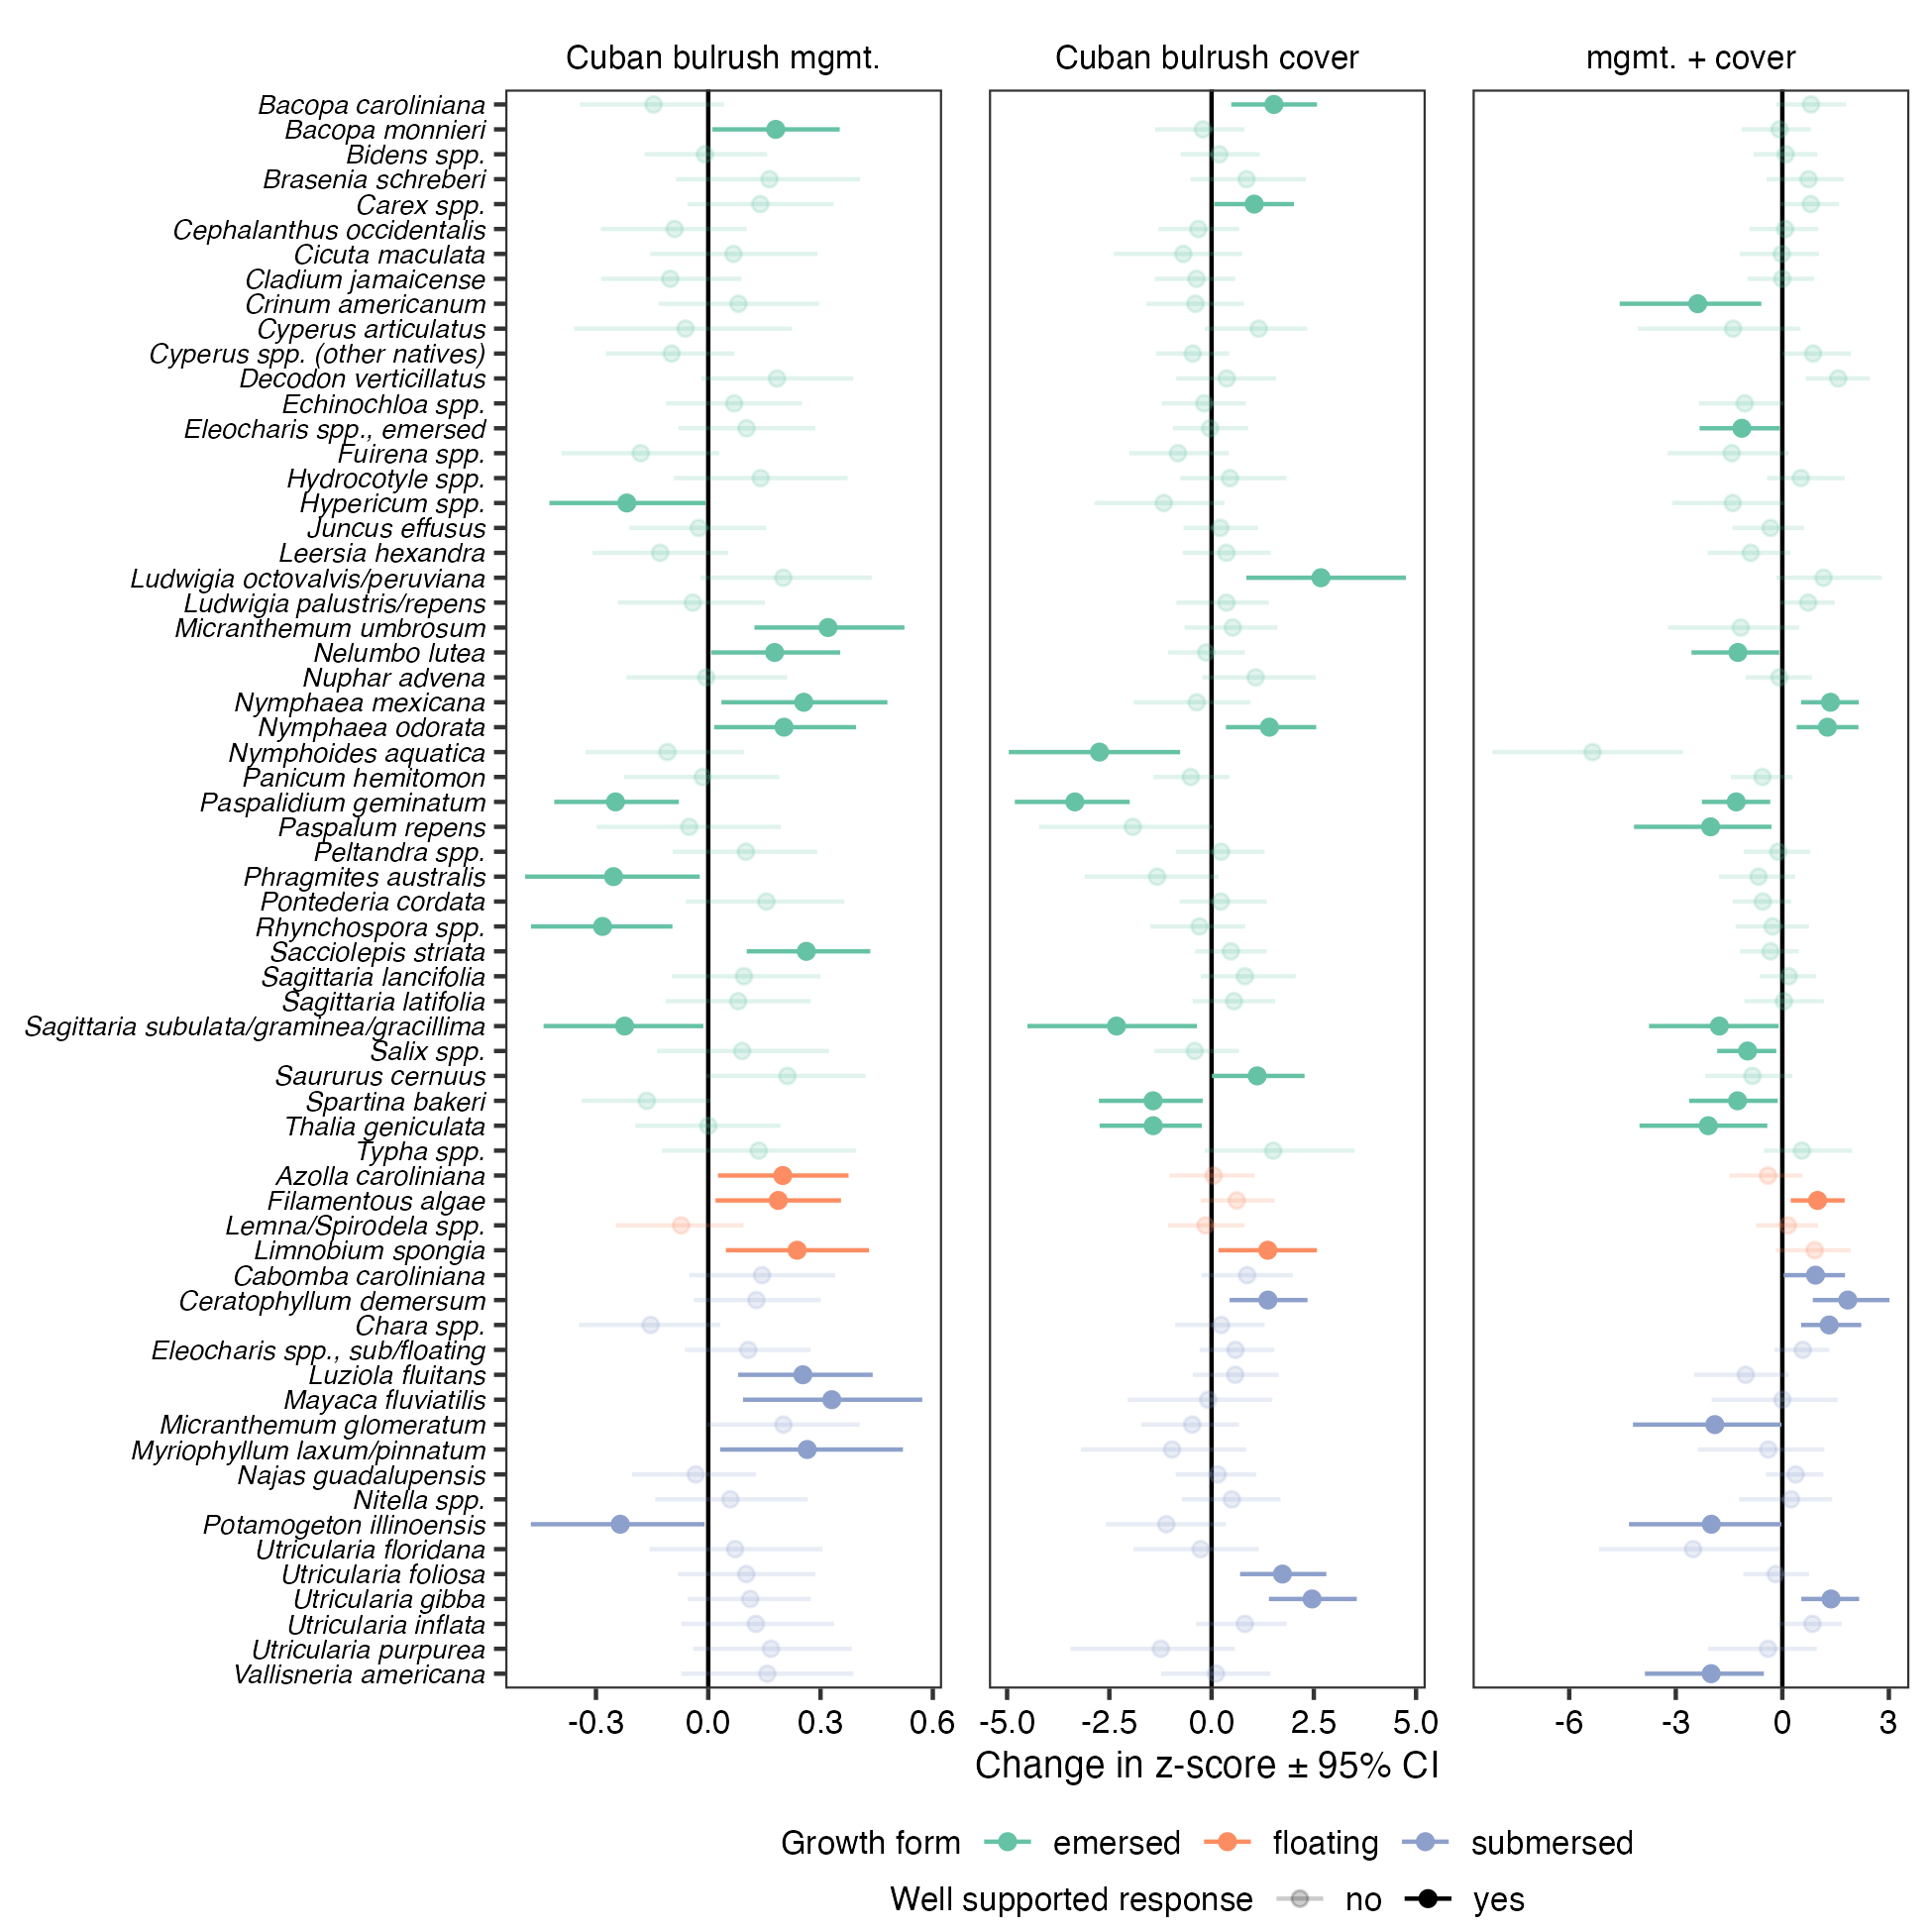 Cuban bulrush mgmt. Cuban bulrush cover mgmt. + cover
Bacopa caroliniana
Bacopa monnieri
Bidens spp.
Brasenia schreberi
Carex spp.
Cephalanthus occidentalis
Cicuta maculata
Cladium jamaicense
Crinum americanum
Cyperus articulatus
Cyperus spp. (other natives)
Decodon verticillatus
Echinochloa spp.
Eleocharis spp., emersed
Fuirena spp.
Hydrocotyle spp.
Hypericum spp.
Juncus effusus
Leersia hexandra
Ludwigia octovalvis/peruviana
Ludwigia palustris/repens
Micranthemum umbrosum
Nelumbo lutea
Nuphar advena
Nymphaea mexicana
Nymphaea odorata
Nymphoides aquatica
Panicum hemitomon
Paspalidium geminatum
Paspalum repens
Peltandra spp.
Phragmites australis
Pontederia cordata
Rhynchospora spp.
Sacciolepis striata
Sagittaria lancifolia
Sagittaria latifolia
Sagittaria subulata/graminea/gracillima
Salix spp.
Saururus cernuus
Spartina bakeri
Thalia geniculata
Typha spp.
Azolla caroliniana
Filamentous algae
Lemna/Spirodela spp.
Limnobium spongia
Cabomba caroliniana
Ceratophyllum demersum
Chara spp.
Eleocharis spp., sub/floating
Luziola fluitans
Mayaca fluviatilis
Micranthemum glomeratum
Myriophyllum laxum/pinnatum
Najas guadalupensis
Nitella spp.
Potamogeton illinoensis
Utricularia floridana
Utricularia foliosa
Utricularia gibba
Utricularia inflata
Utricularia purpurea
Vallisneria americana
-0.3 0.0 0.3 0.6 -5.0 -2.5 0.0 2.5 5.0 -6 -3 0 3
Change in z-score ± 95% CI
Growth form emersed floating submersed
Well supported response no yes